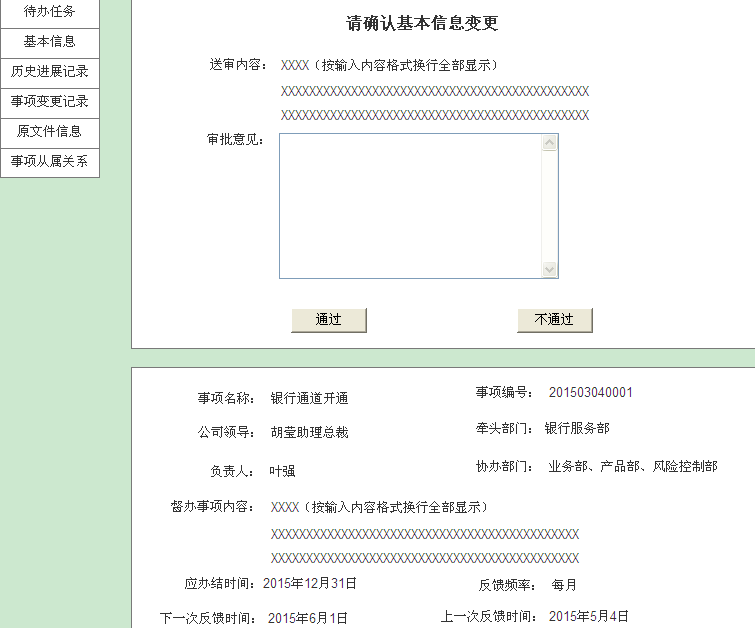 待办任务
基本信息
历史进展记录
事项变更记录
原文件信息
事项从属关系
请确认基本信息变更
送审内容： XXXX（按输入内容格式换行全部显示）
XXXXXXXXXXXXXXXXXXXXXXXXXXXXXXXXXXXXXXXXXXXX
XXXXXXXXXXXXXXXXXXXXXXXXXXXXXXXXXXXXXXXXXXXX
审批意见：
通过 不通过
事项名称： 银行通道开通 事项编号： 201503040001
公司领导： 胡莹助理总裁 牵头部门： 银行服务部
负责人： 叶强 协办部门： 业务部、产品部、风险控制部
督办事项内容： XXXX（按输入内容格式换行全部显示）
XXXXXXXXXXXXXXXXXXXXXXXXXXXXXXXXXXXXXXXXXXXX
XXXXXXXXXXXXXXXXXXXXXXXXXXXXXXXXXXXXXXXXXXXX
应办结时间： 2015年12月31日 反馈频率： 每月
下一次反馈时间： 2015年6月1日 上一次反馈时间： 2015年5月4日